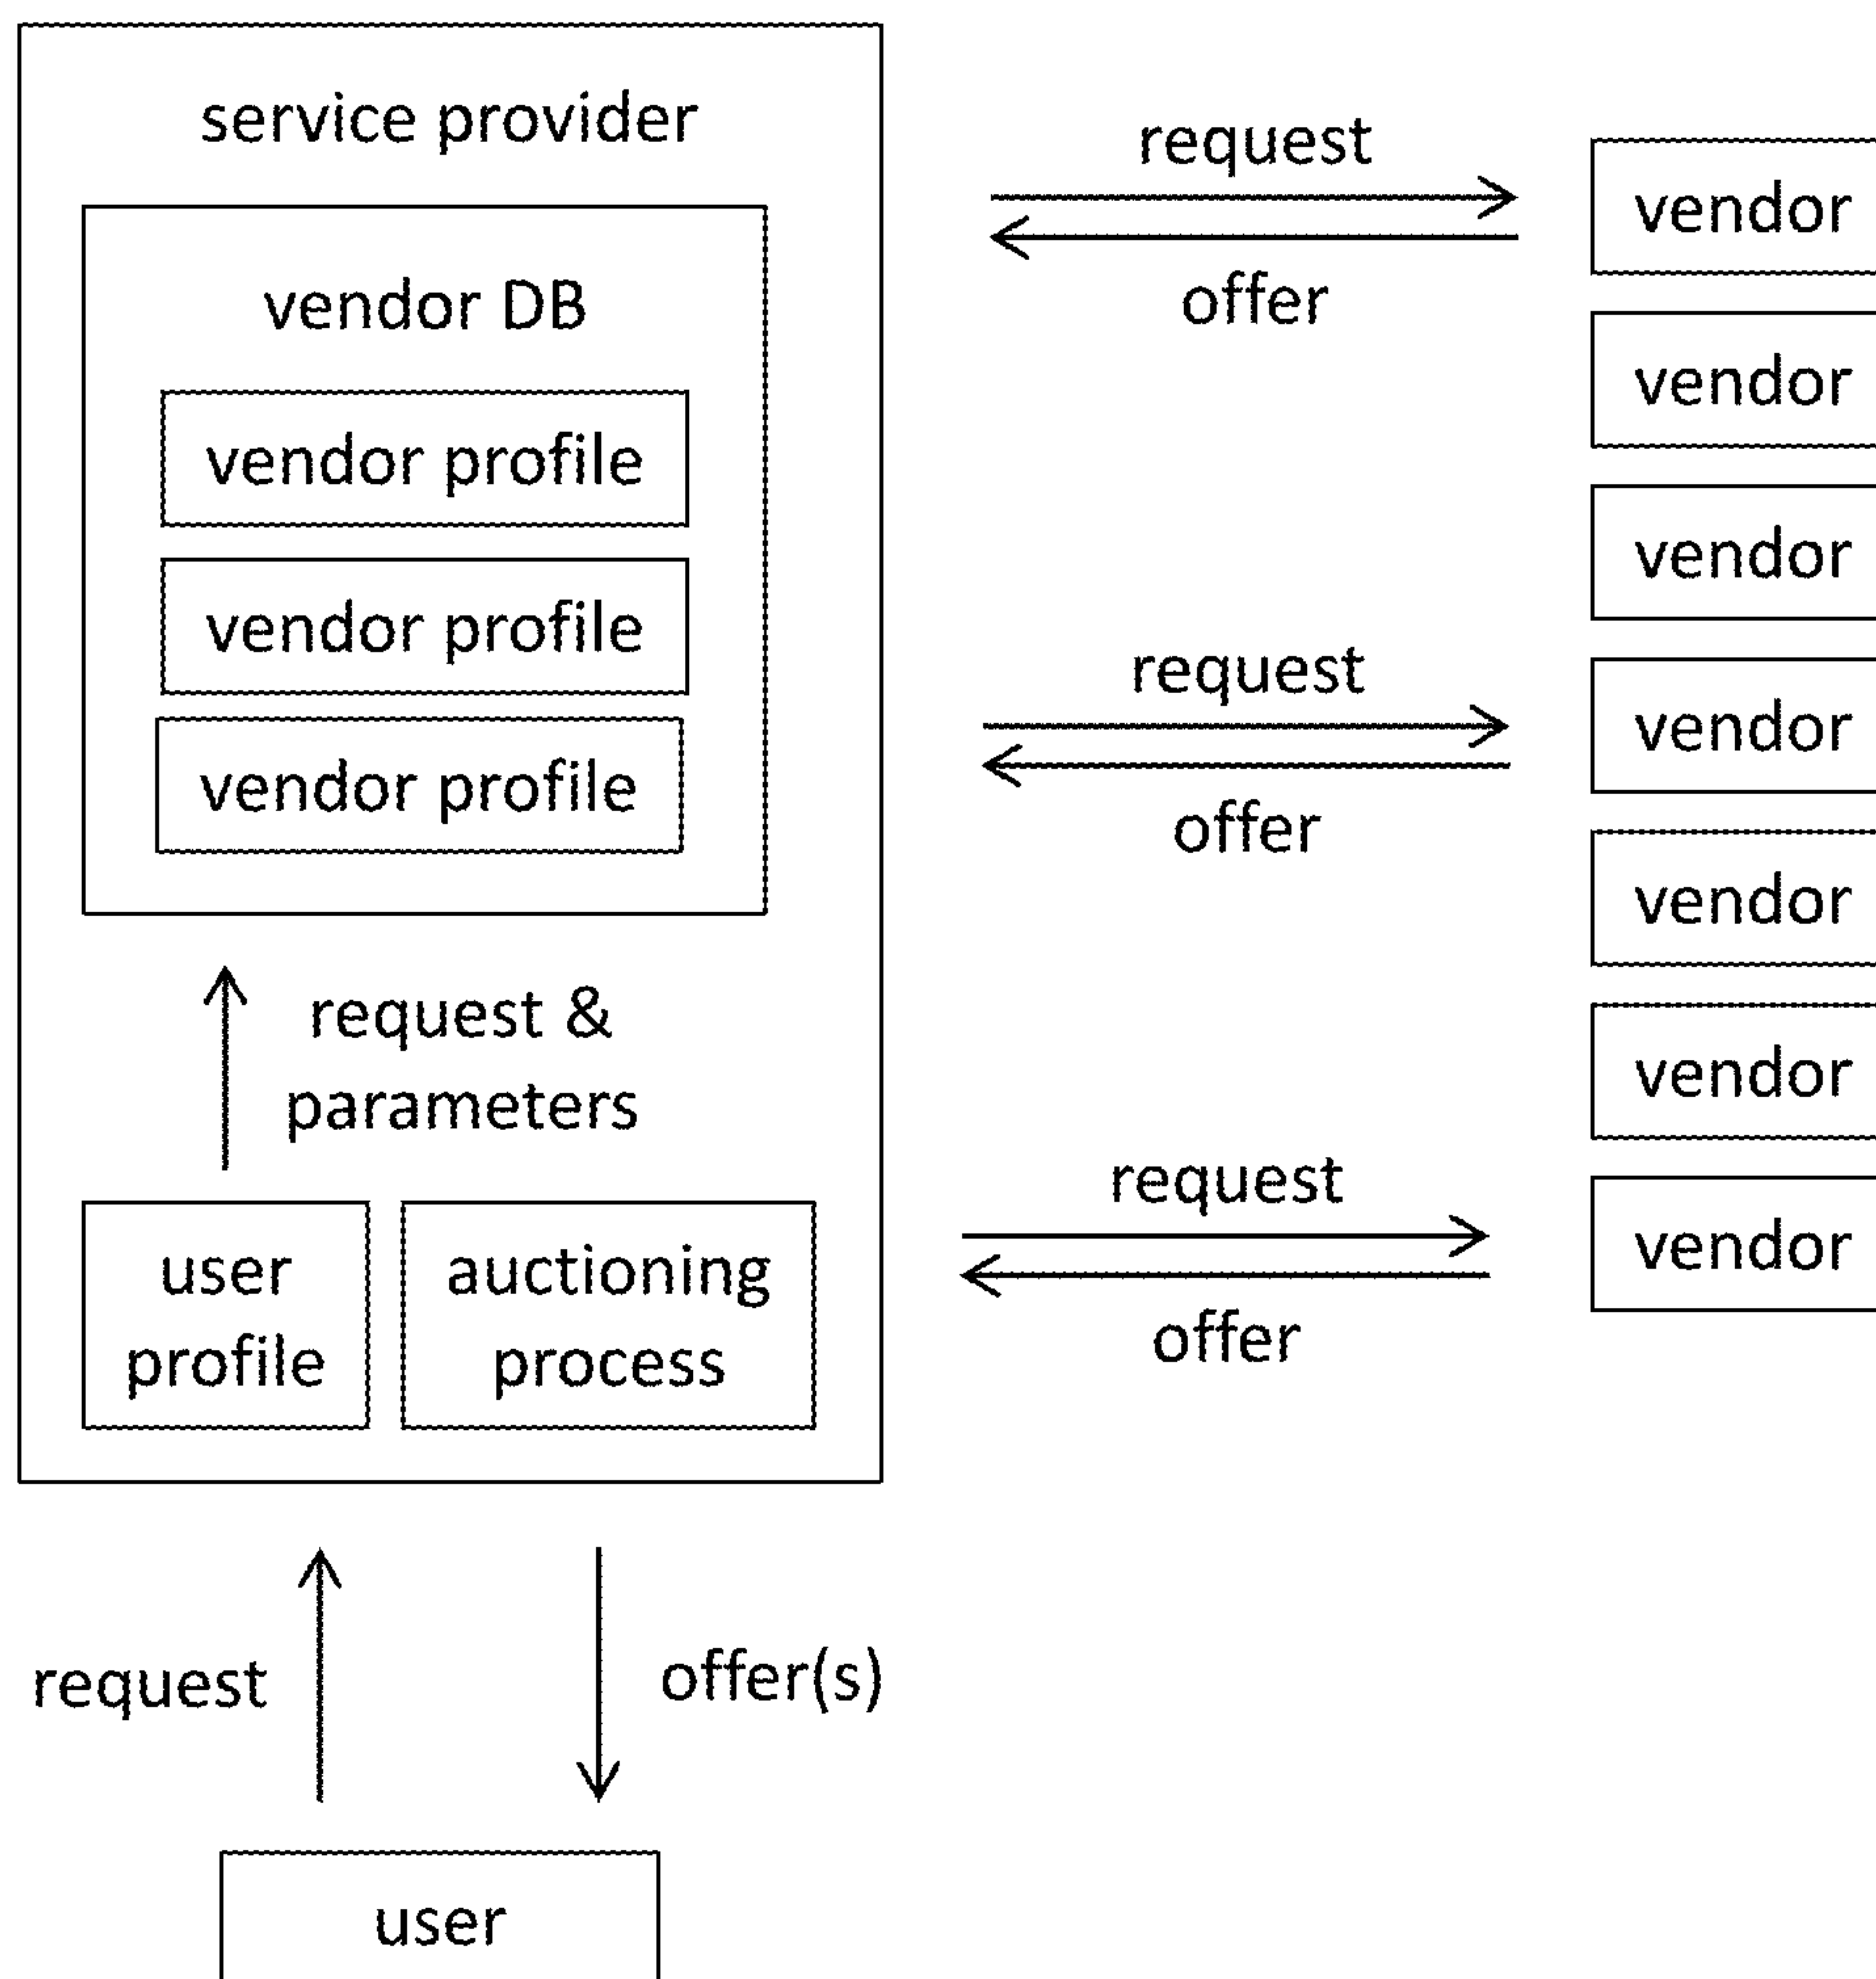 service provider
vendor DB
vendor profile
vendor profile
vendor profile
request &
parameters
user
profile
auctioning
process
request
offer
request
offer
request
offer
vendor
vendor
vendor
vendor
vendor
vendor
vendor
request
offer(s)
user